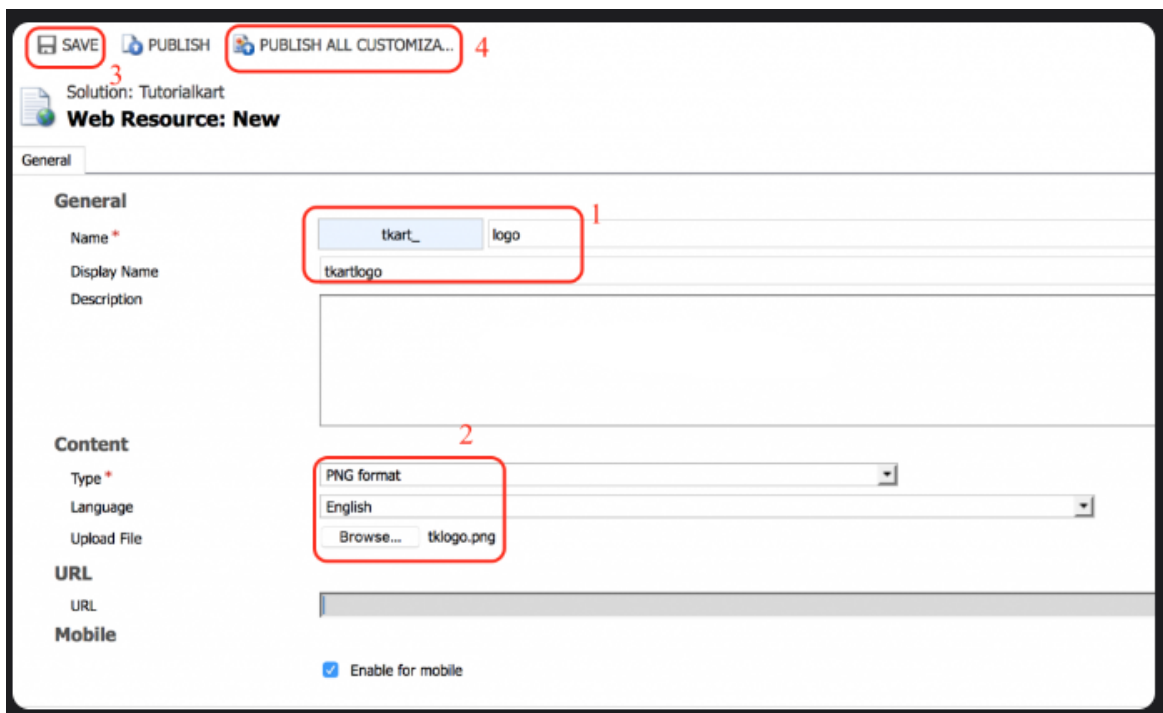 SAVE PUBLISH PUBLISH ALL CUSTOMIZA... 4
3
Solution: Tutorialkart
Web Resource: New
General
General
1
Name * tkart_ logo
Display Name tkartlogo
Description
2
Content
Type * PNG format
Language English
Upload File Browse... tklogo.png
URL
URL
Mobile
Enable for mobile